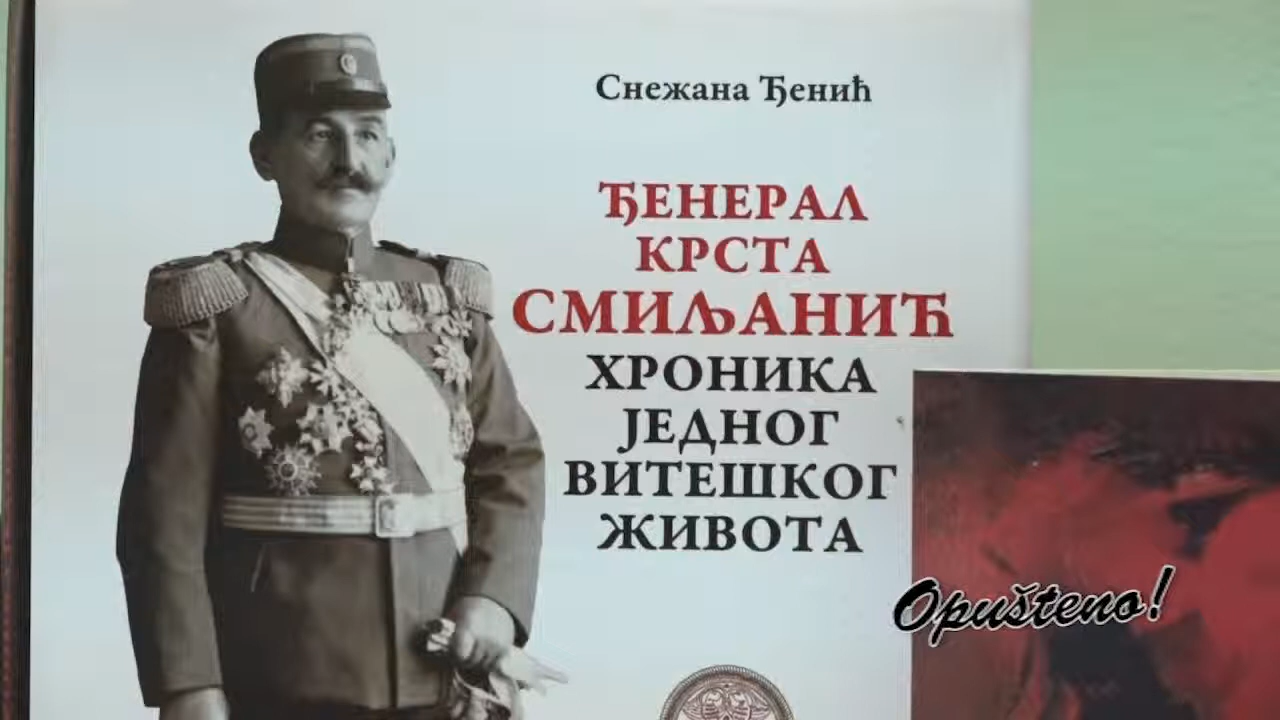 Снежана Ђенић
ЂЕНЕРАЛ
КРСТА
СМИЉАНИЋ
ХРОНИКА
ЈЕДНОГ
ВИТЕШКОГ
ЖИВОТА
Opušteno!